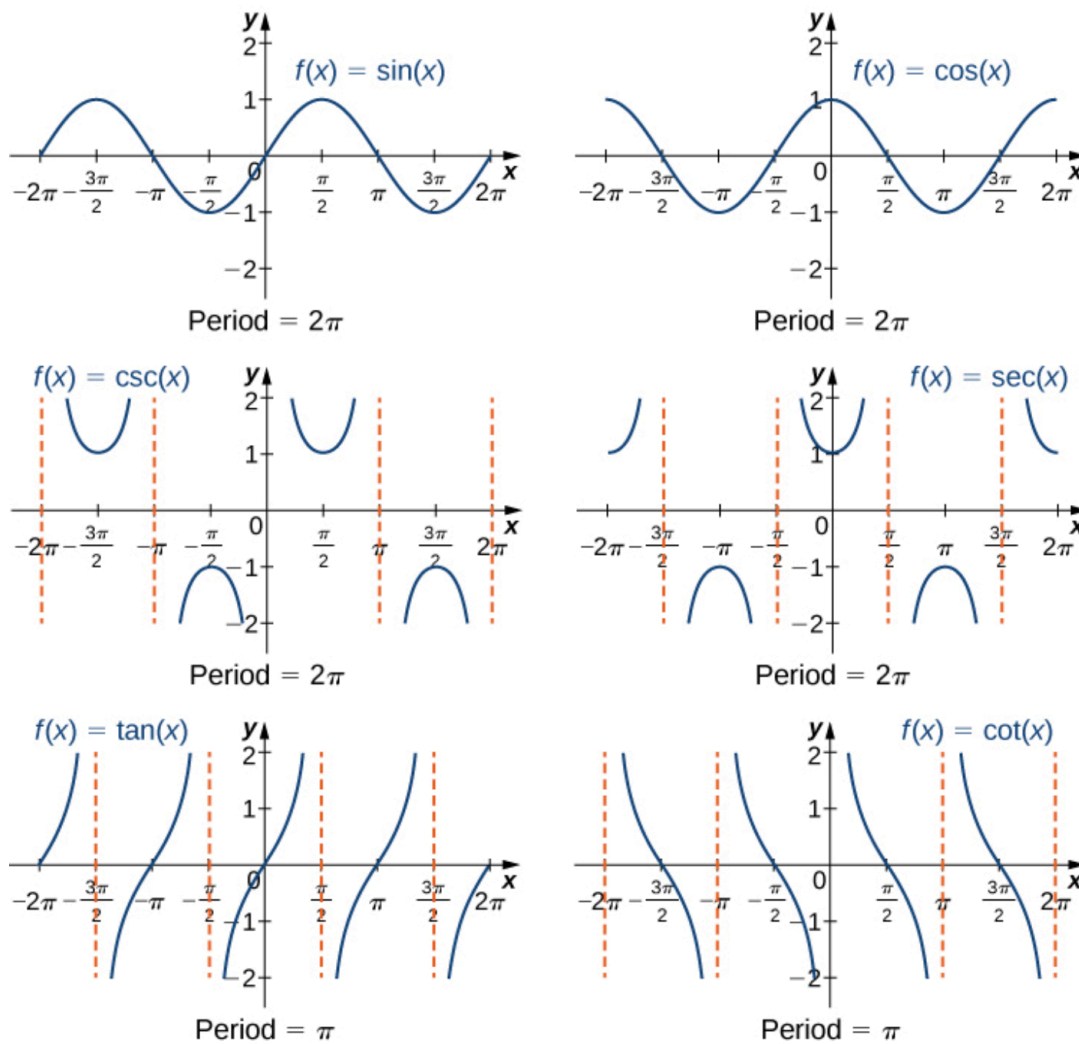 y
2
f(x) = sin(x)
1
0
x
−2π −3π/2 −π −π/2 π/2 π 3π/2 2π
−1
−2
Period = 2π
y
2
f(x) = cos(x)
1
0
x
−2π −3π/2 −π −π/2 π/2 π 3π/2 2π
−1
−2
Period = 2π
f(x) = csc(x)
y
2
1
0
x
−2π −3π/2 −π −π/2 π/2 π 3π/2 2π
−1
−2
Period = 2π
y
f(x) = sec(x)
2
1
0
x
−2π −3π/2 −π −π/2 π/2 π 3π/2 2π
−1
−2
Period = 2π
f(x) = tan(x)
y
2
1
0
x
−2π −3π/2 −π −π/2 π/2 π 3π/2 2π
−1
−2
Period = π
y
f(x) = cot(x)
2
1
0
x
−2π −3π/2 −π −π/2 π/2 π 3π/2 2π
−1
−2
Period = π